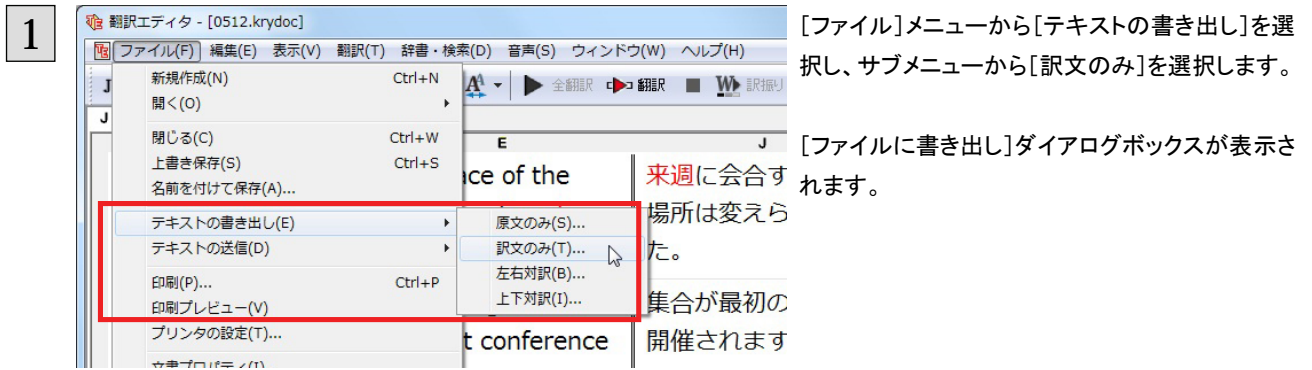 1
翻訳エディタ - [0512.krydoc]
ファイル(F) 編集(E) 表示(V) 翻訳(T) 辞書・検索(D) 音声(S) ウィンドウ(W) ヘルプ(H)
J A 全翻訳 翻訳 W 訳振り
新規作成(N) Ctrl+N
開く(O)
J
閉じる(C) Ctrl+W
上書き保存(S) Ctrl+S
名前を付けて保存(A)...
テキストの書き出し(E)
テキストの送信(D)
印刷(P)... Ctrl+P
印刷プレビュー(V)
プリンタの設定(T)...
文書プロパティ(I)
原文のみ(S)...
訳文のみ(T)...
左右対訳(B)...
上下対訳(I)...
E J
ace of the
t conference
来週に会合す
場所は変えら
た。
集合が最初の
開催されます
[ファイル]メニューから[テキストの書き出し]を選
択し、サブメニューから[訳文のみ]を選択します。
[ファイルに書き出し]ダイアログボックスが表示さ
れます。